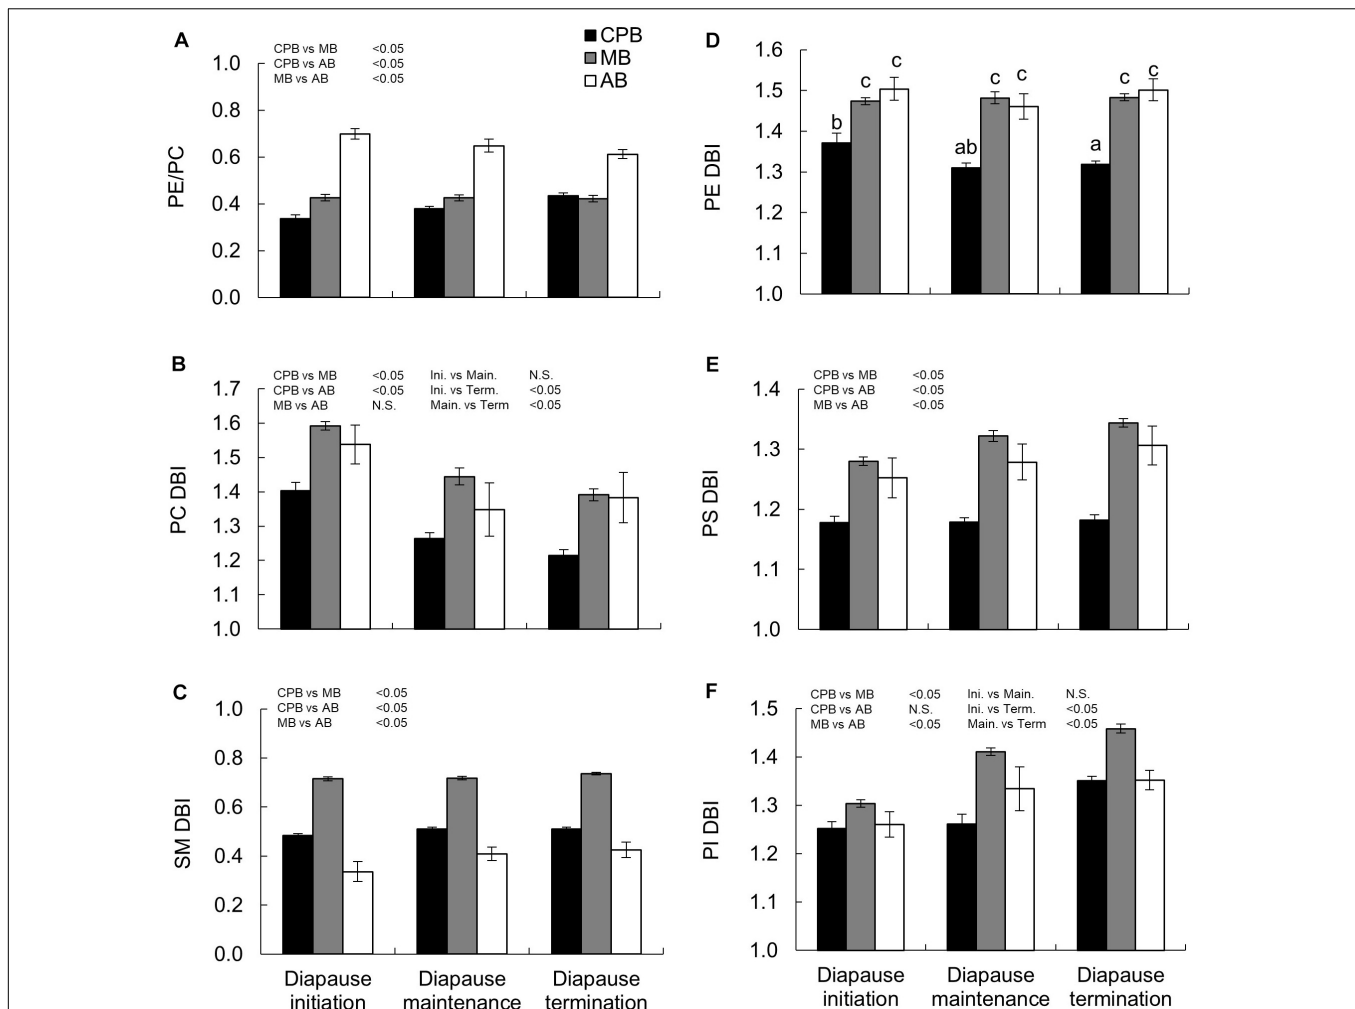 A
CPB vs MB <0.05
CPB vs AB <0.05
MB vs AB <0.05
CPB
MB
AB
1.0
0.8
0.6
0.4
0.2
0.0
PE/PC
D
1.6
1.5
1.4
1.3
1.2
1.1
1.0
PE DBI
b c c
ab c c
a c c
B
CPB vs MB <0.05 Ini. vs Main. N.S.
CPB vs AB <0.05 Ini. vs Term. <0.05
MB vs AB N.S. Main. vs Term <0.05
1.7
1.6
1.5
1.4
1.3
1.2
1.1
1.0
PC DBI
E
CPB vs MB <0.05
CPB vs AB <0.05
MB vs AB <0.05
1.4
1.3
1.2
1.1
1.0
PS DBI
C
CPB vs MB <0.05
CPB vs AB <0.05
MB vs AB <0.05
1.0
0.8
0.6
0.4
0.2
0.0
SM DBI
Diapause initiation
Diapause maintenance
Diapause termination
F
CPB vs MB <0.05 Ini. vs Main. N.S.
CPB vs AB N.S. Ini. vs Term. <0.05
MB vs AB <0.05 Main. vs Term <0.05
1.5
1.4
1.3
1.2
1.1
1.0
PI DBI
Diapause initiation
Diapause maintenance
Diapause termination